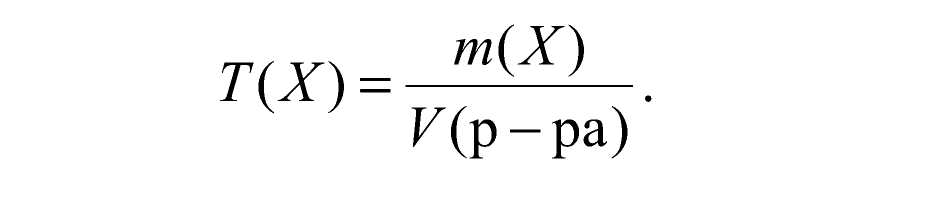 T(X) = m(X) / V(p – pa).